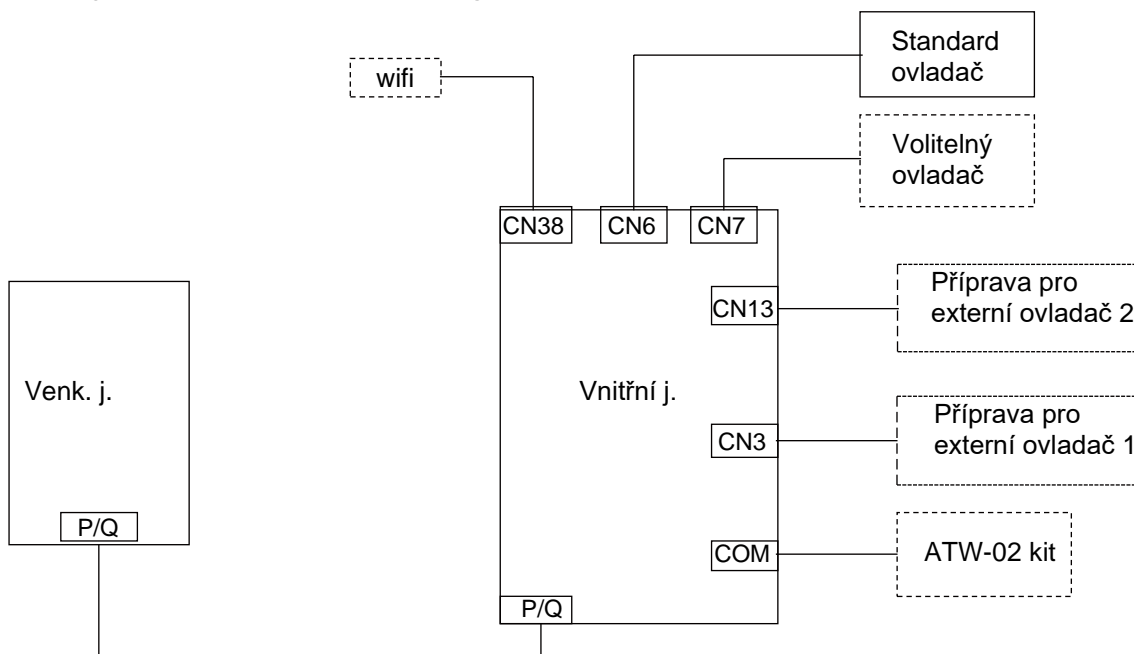 Standard
ovladač
wifi
Volitelný
ovladač
CN38
CN6
CN7
Příprava pro
externí ovladač 2
CN13
Venk. j.
Vnitřní j.
Příprava pro
externí ovladač 1
CN3
P/Q
COM
ATW-02 kit
P/Q